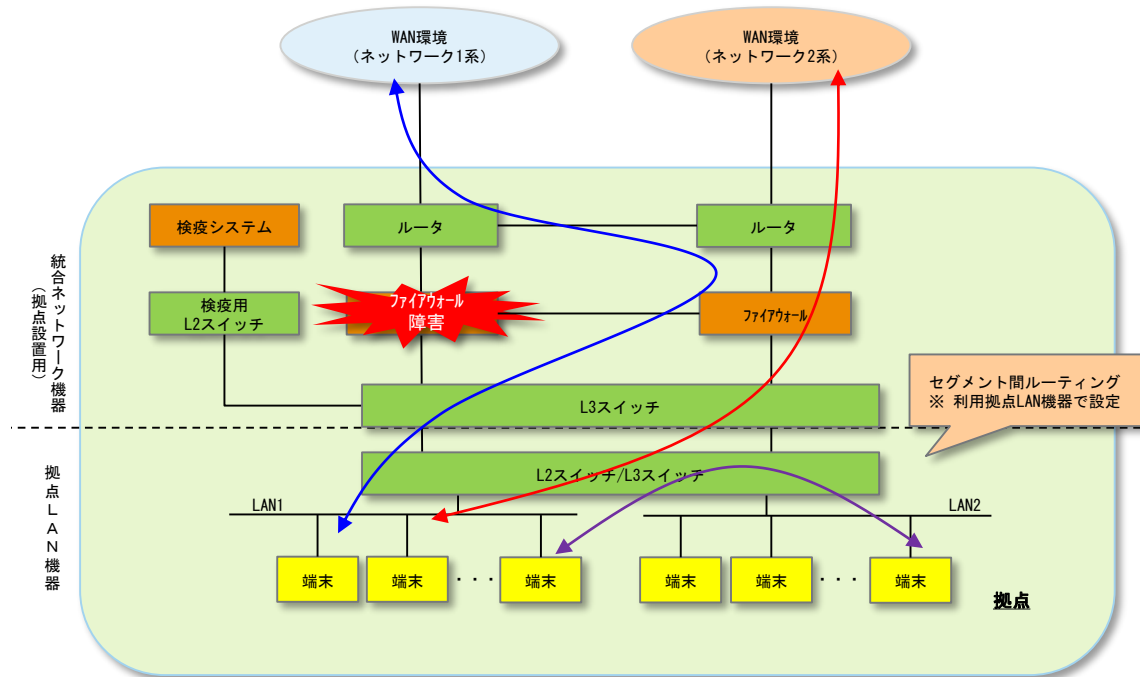 WAN環境
(ネットワーク1系)
WAN環境
(ネットワーク2系)
検疫システム
ルータ
ルータ
統合ネットワーク機器
(拠点設置用)
検疫用
L2スイッチ
ファイアウォール
障害
ファイアウォール
セグメント間ルーティング
※ 利用拠点LAN機器で設定
L3スイッチ
拠点LAN機器
L2スイッチ/L3スイッチ
LAN1
LAN2
端末
端末
・・・
端末
端末
端末
・・・
端末
拠点